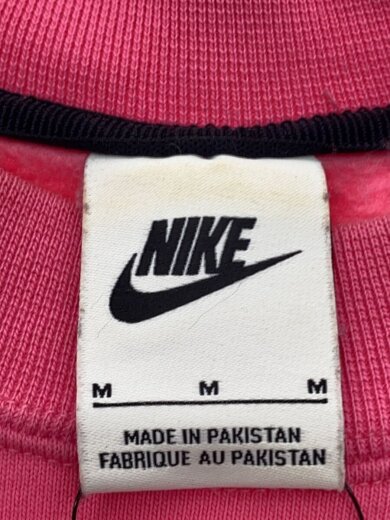 NIKE
M M M
MADE IN PAKISTAN
FABRIQUE AU PAKISTAN